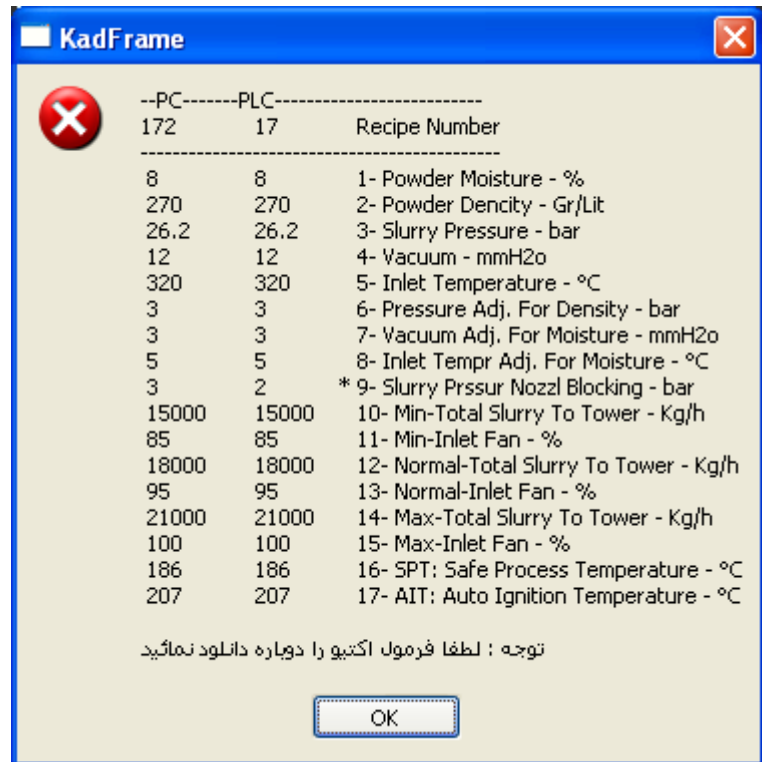 KadFrame
--PC-------PLC--------------------------
172 17 Recipe Number
---------------------------------------------
8 8 1- Powder Moisture - %
270 270 2- Powder Dencity - Gr/Lit
26.2 26.2 3- Slurry Pressure - bar
12 12 4- Vacuum - mmH2o
320 320 5- Inlet Temperature - °C
3 3 6- Pressure Adj. For Density - bar
3 3 7- Vacuum Adj. For Moisture - mmH2o
5 5 8- Inlet Tempr Adj. For Moisture - °C
3 2 * 9- Slurry Prssur Nozzl Blocking - bar
15000 15000 10- Min-Total Slurry To Tower - Kg/h
85 85 11- Min-Inlet Fan - %
18000 18000 12- Normal-Total Slurry To Tower - Kg/h
95 95 13- Normal-Inlet Fan - %
21000 21000 14- Max-Total Slurry To Tower - Kg/h
100 100 15- Max-Inlet Fan - %
186 186 16- SPT: Safe Process Temperature - °C
207 207 17- AIT: Auto Ignition Temperature - °C
توجه : لطفا فرمول اکتیو را دوباره دانلود نمائید
OK